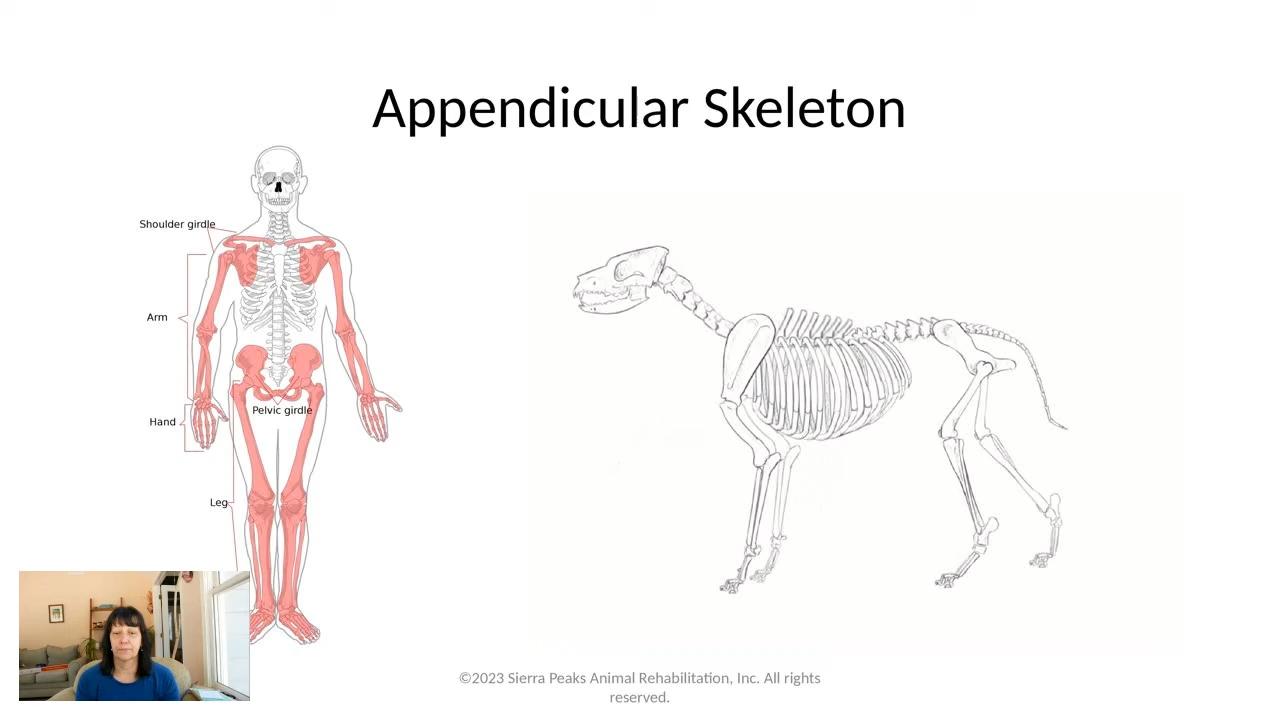 Appendicular Skeleton
Shoulder girdle
Arm
Pelvic girdle
Hand
Leg
©2023 Sierra Peaks Animal Rehabilitation, Inc. All rights
reserved.